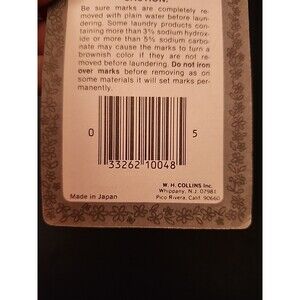 CAUTION:
Be sure marks are completely re-
moved with plain water before laun-
dering. Some laundry products con-
taining more than 3% sodium hydrox-
ide or more than 5% sodium carbo-
nate may cause the marks to turn a
brownish color if they are not re-
moved before laundering. Do not iron
over marks before removing as on
some materials it will set marks per-
manently.
0 33262 10048 5
Made in Japan
W. H. COLLINS Inc.
Whippany, N.J. 07981
Pico Rivera, Calif. 90660